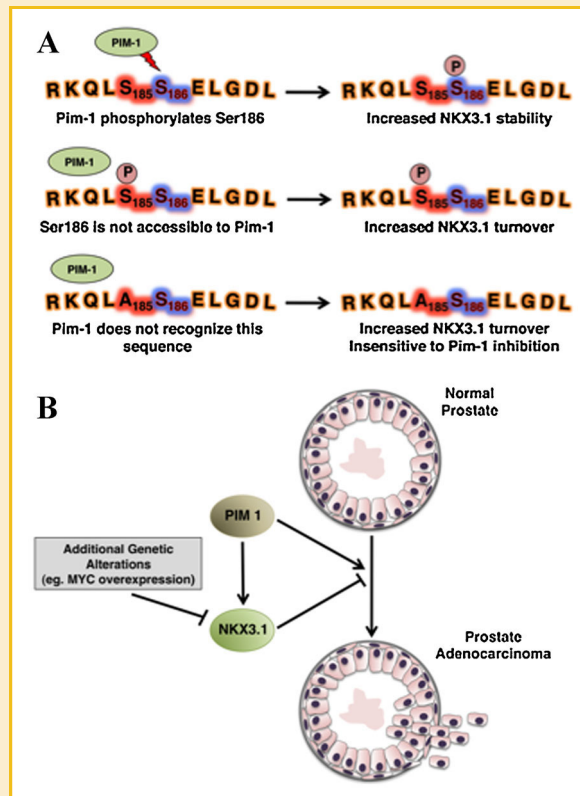 A
PIM-1
P
RKQLS185S186ELGDL
RKQLS185S186ELGDL
Pim-1 phosphorylates Ser186
Increased NKX3.1 stability
PIM-1
P
P
RKQLS185S186ELGDL
RKQLS185S186ELGDL
Ser186 is not accessible to Pim-1
Increased NKX3.1 turnover
PIM-1
RKQLA185S186ELGDL
RKQLA185S186ELGDL
Pim-1 does not recognize this
sequence
Increased NKX3.1 turnover
Insensitive to Pim-1 inhibition
B
Normal
Prostate
PIM 1
Additional Genetic
Alterations
(eg. MYC overexpression)
NKX3.1
Prostate
Adenocarcinoma